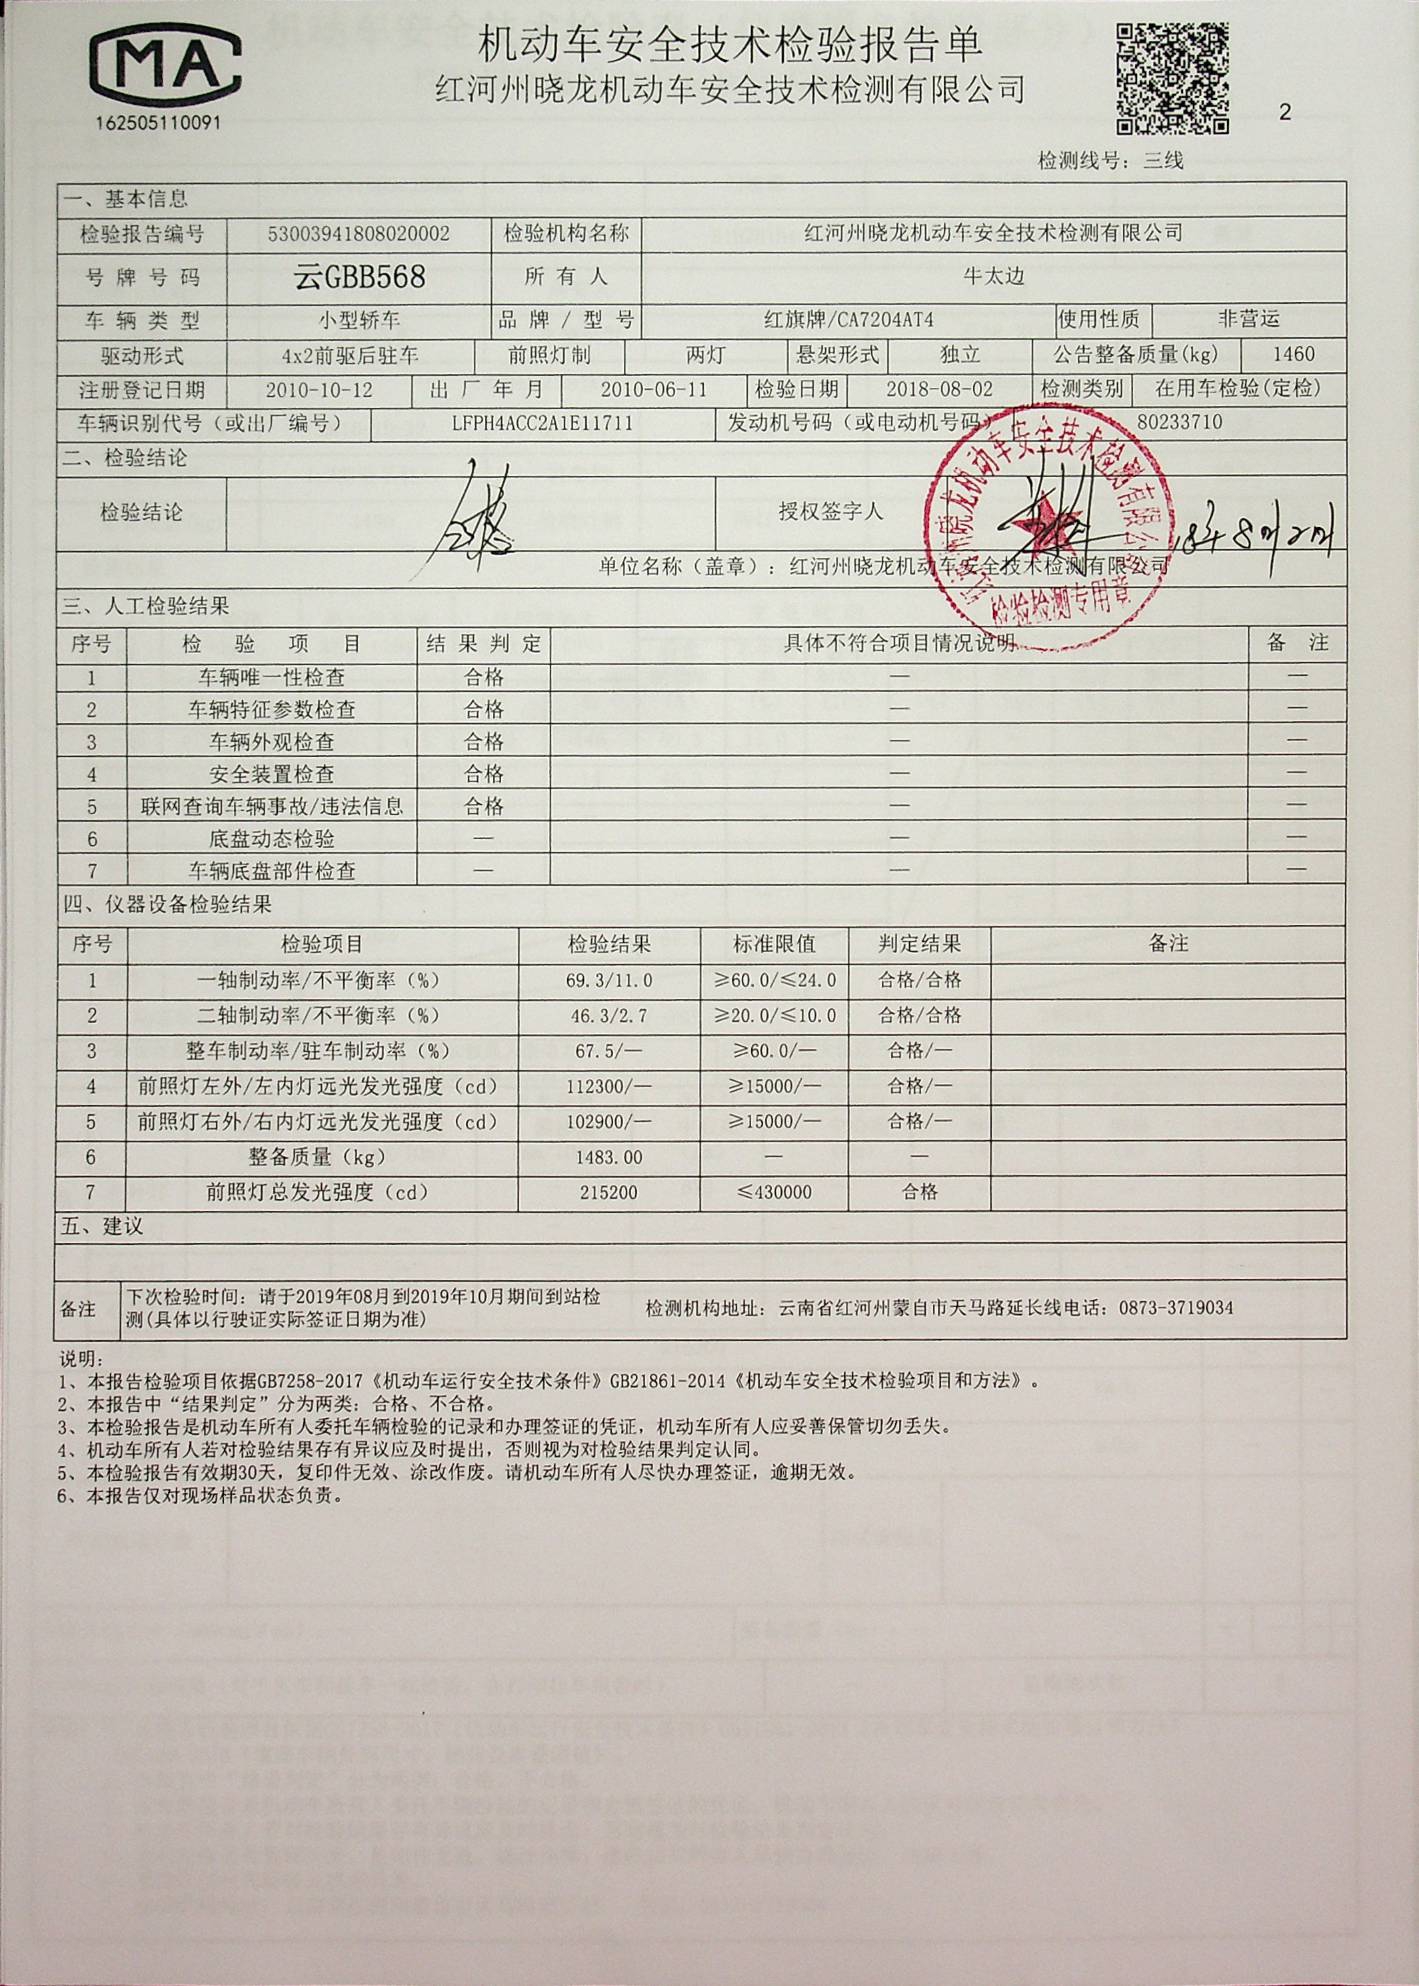 MA
162505110091
机动车安全技术检验报告单
红河州晓龙机动车安全技术检测有限公司
2
检测线号：三线
一、基本信息
检验报告编号 53003941808020002 检验机构名称 红河州晓龙机动车安全技术检测有限公司
号牌号码 云GBB568 所有人 牛太边
车辆类型 小型轿车 品牌/型号 红旗牌/CA7204AT4 使用性质 非营运
驱动形式 4x2前驱后驻车 前照灯制 两灯 悬架形式 独立 公告整备质量(kg) 1460
注册登记日期 2010-10-12 出厂年月 2010-06-11 检验日期 2018-08-02 检测类别 在用车检验(定检)
车辆识别代号（或出厂编号） LFPH4ACC2A1E11711 发动机号码（或电动机号码） 80233710
二、检验结论
检验结论 合格 授权签字人 18年8月2日
单位名称（盖章）：红河州晓龙机动车安全技术检测有限公司
红河州晓龙机动车安全技术检测有限公司
检验检测专用章
三、人工检验结果
序号 检验项目 结果判定 具体不符合项目情况说明 备注
1 车辆唯一性检查 合格 — —
2 车辆特征参数检查 合格 — —
3 车辆外观检查 合格 — —
4 安全装置检查 合格 — —
5 联网查询车辆事故/违法信息 合格 — —
6 底盘动态检验 — — —
7 车辆底盘部件检查 — — —
四、仪器设备检验结果
序号 检验项目 检验结果 标准限值 判定结果 备注
1 一轴制动率/不平衡率（%） 69.3/11.0 ≥60.0/≤24.0 合格/合格
2 二轴制动率/不平衡率（%） 46.3/2.7 ≥20.0/≤10.0 合格/合格
3 整车制动率/驻车制动率（%） 67.5/— ≥60.0/— 合格/—
4 前照灯左外/左内灯远光发光强度（cd） 112300/— ≥15000/— 合格/—
5 前照灯右外/右内灯远光发光强度（cd） 102900/— ≥15000/— 合格/—
6 整备质量（kg） 1483.00 — —
7 前照灯总发光强度（cd） 215200 ≤430000 合格
五、建议
备注 下次检验时间：请于2019年08月到2019年10月期间到站检
测(具体以行驶证实际签证日期为准) 检测机构地址：云南省红河州蒙自市天马路延长线电话：0873-3719034
说明：
1、本报告检验项目依据GB7258-2017《机动车运行安全技术条件》GB21861-2014《机动车安全技术检验项目和方法》。
2、本报告中“结果判定”分为两类：合格、不合格。
3、本检验报告是机动车所有人委托车辆检验的记录和办理签证的凭证，机动车所有人应妥善保管切勿丢失。
4、机动车所有人若对检验结果存有异议应及时提出，否则视为对检验结果判定认同。
5、本检验报告有效期30天，复印件无效、涂改作废。请机动车所有人尽快办理签证，逾期无效。
6、本报告仅对现场样品状态负责。